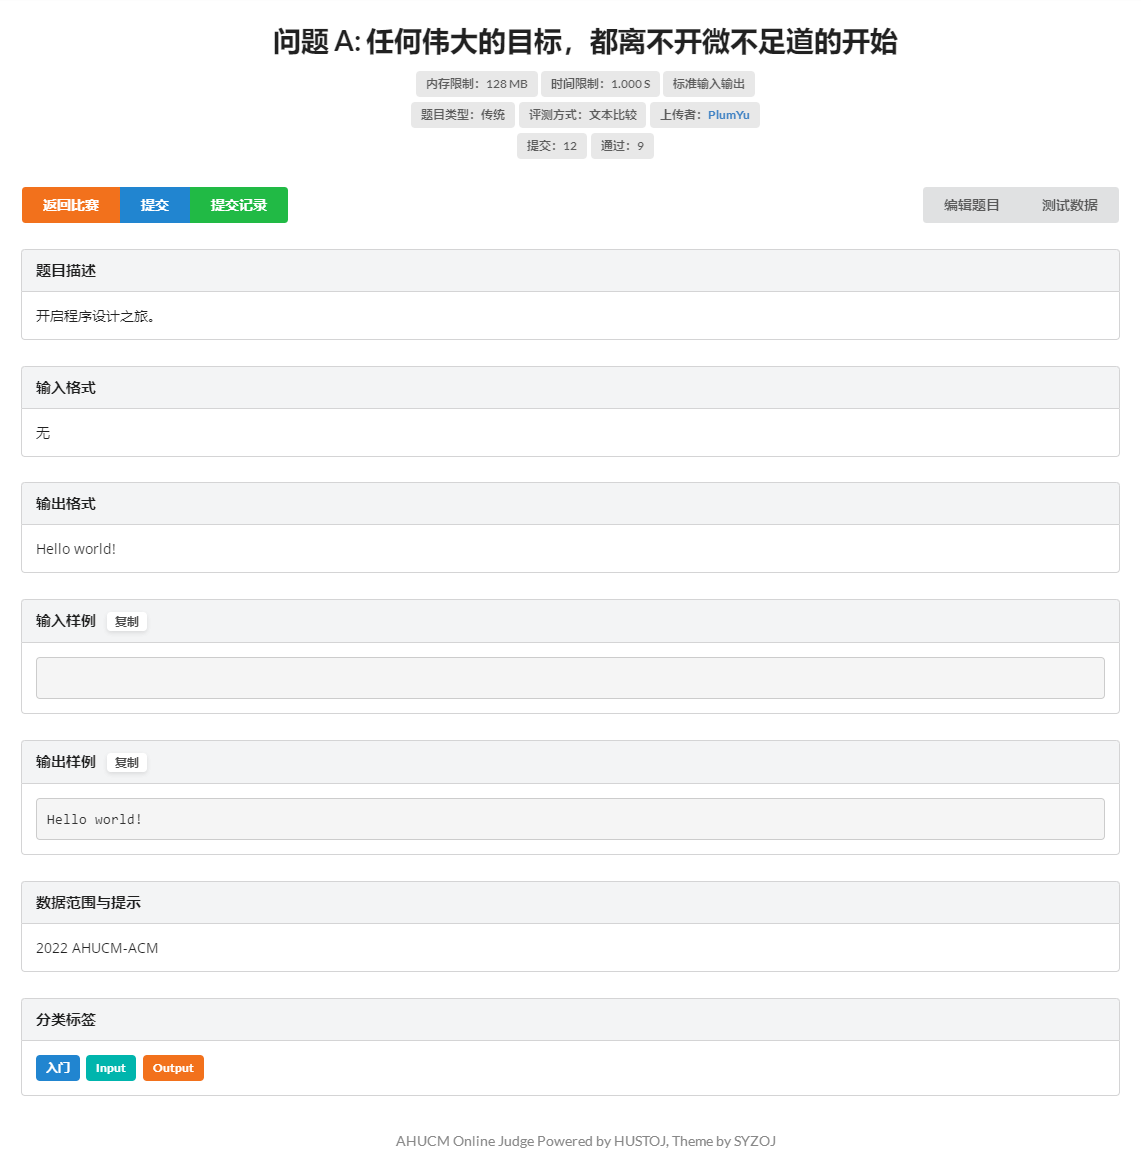 问题 A: 任何伟大的目标，都离不开微不足道的开始
内存限制：128 MB 时间限制：1.000 S 标准输入输出
题目类型：传统 评测方式：文本比较 上传者：PlumYu
提交：12 通过：9
返回比赛 提交 提交记录 编辑题目 测试数据
题目描述
开启程序设计之旅。
输入格式
无
输出格式
Hello world!
输入样例 复制
输出样例 复制
Hello world!
数据范围与提示
2022 AHUCM-ACM
分类标签
入门 Input Output
AHUCM Online Judge Powered by HUSTOJ, Theme by SYZOJ